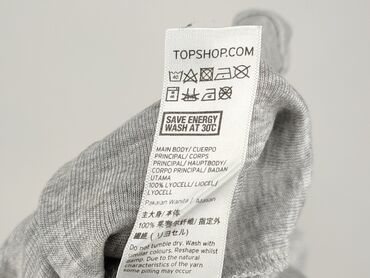 TOPSHOP.COM
SAVE ENERGY
WASH AT 30°C
MAIN BODY/ CUERPO
PRINCIPAL/ CORPS
PRINCIPAL/ HAUPTBODY/
CORPO PRINCIPAL/ BADAN
UTAMA
100% LYOCELL/ LIOCEL/
LYOCELL
Pakaian Wanita / Atasan
主大身/本体
100% 莱赛尔纤维/指定外
繊維 (リヨセル)
Do not tumble dry. Wash with
Similar colours. Reshape
whilst damp. Due to the
natural characteristics of the yarn
some pilling may occur